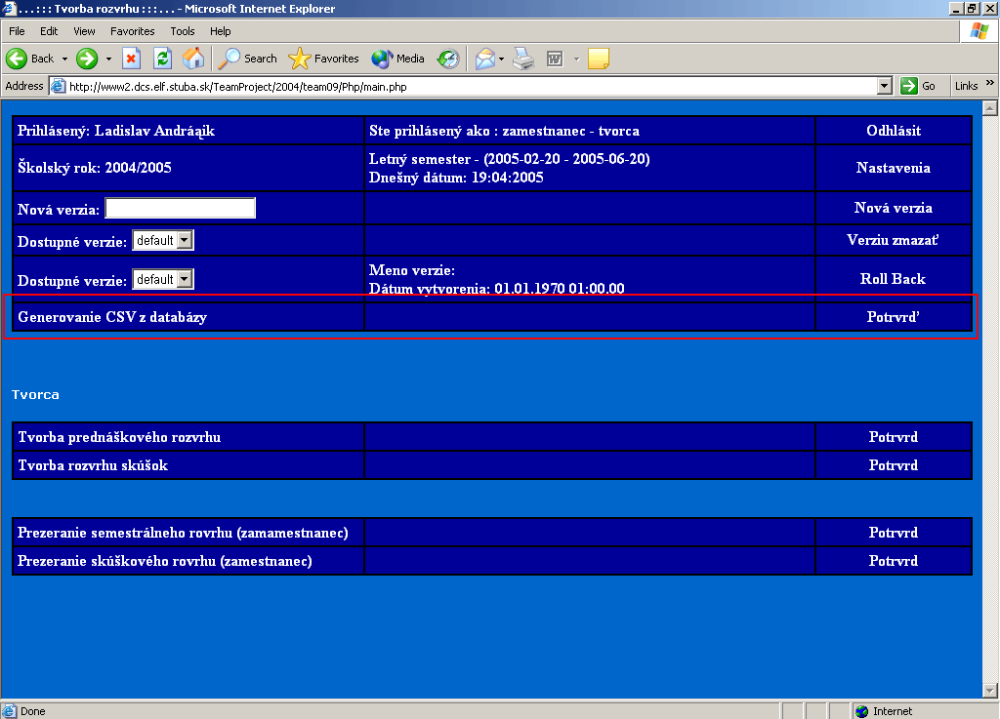 ...::: Tvorba rozvrhu :::... - Microsoft Internet Explorer
File Edit View Favorites Tools Help
Back Search Favorites Media
Address http://www2.dcs.elf.stuba.sk/TeamProject/2004/team09/Php/main.php Go Links »
Prihlásený: Ladislav Andráąik Ste prihlásený ako : zamestnanec - tvorca Odhlásit
Školský rok: 2004/2005 Letný semester - (2005-02-20 - 2005-06-20) Nastavenia
Dnešný dátum: 19:04:2005
Nová verzia: Nová verzia
Dostupné verzie: default Verziu zmazať
Dostupné verzie: default Meno verzie: Roll Back
Dátum vytvorenia: 01.01.1970 01:00.00
Generovanie CSV z databázy Potrvrď
Tvorca
Tvorba prednáškového rozvrhu Potrvrd
Tvorba rozvrhu skúšok Potrvrd
Prezeranie semestrálneho rovrhu (zamamestnanec) Potrvrd
Prezeranie skúškového rovrhu (zamestnanec) Potrvrd
Done Internet